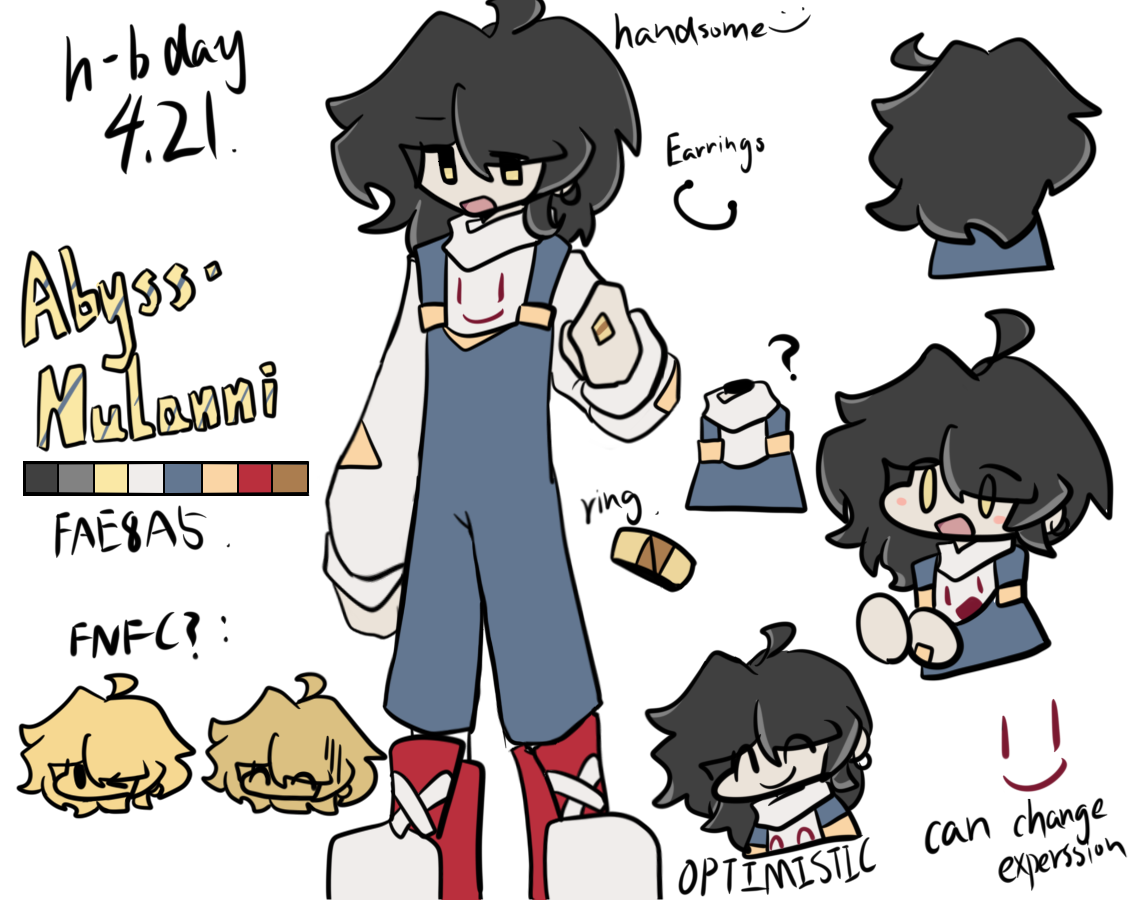 h-b day
4.21.
handsome
Earrings
Abyss·
Nulanni
?
FAE8A5.
ring.
FNFC?:
OPTIMISTIC
can change
experssion